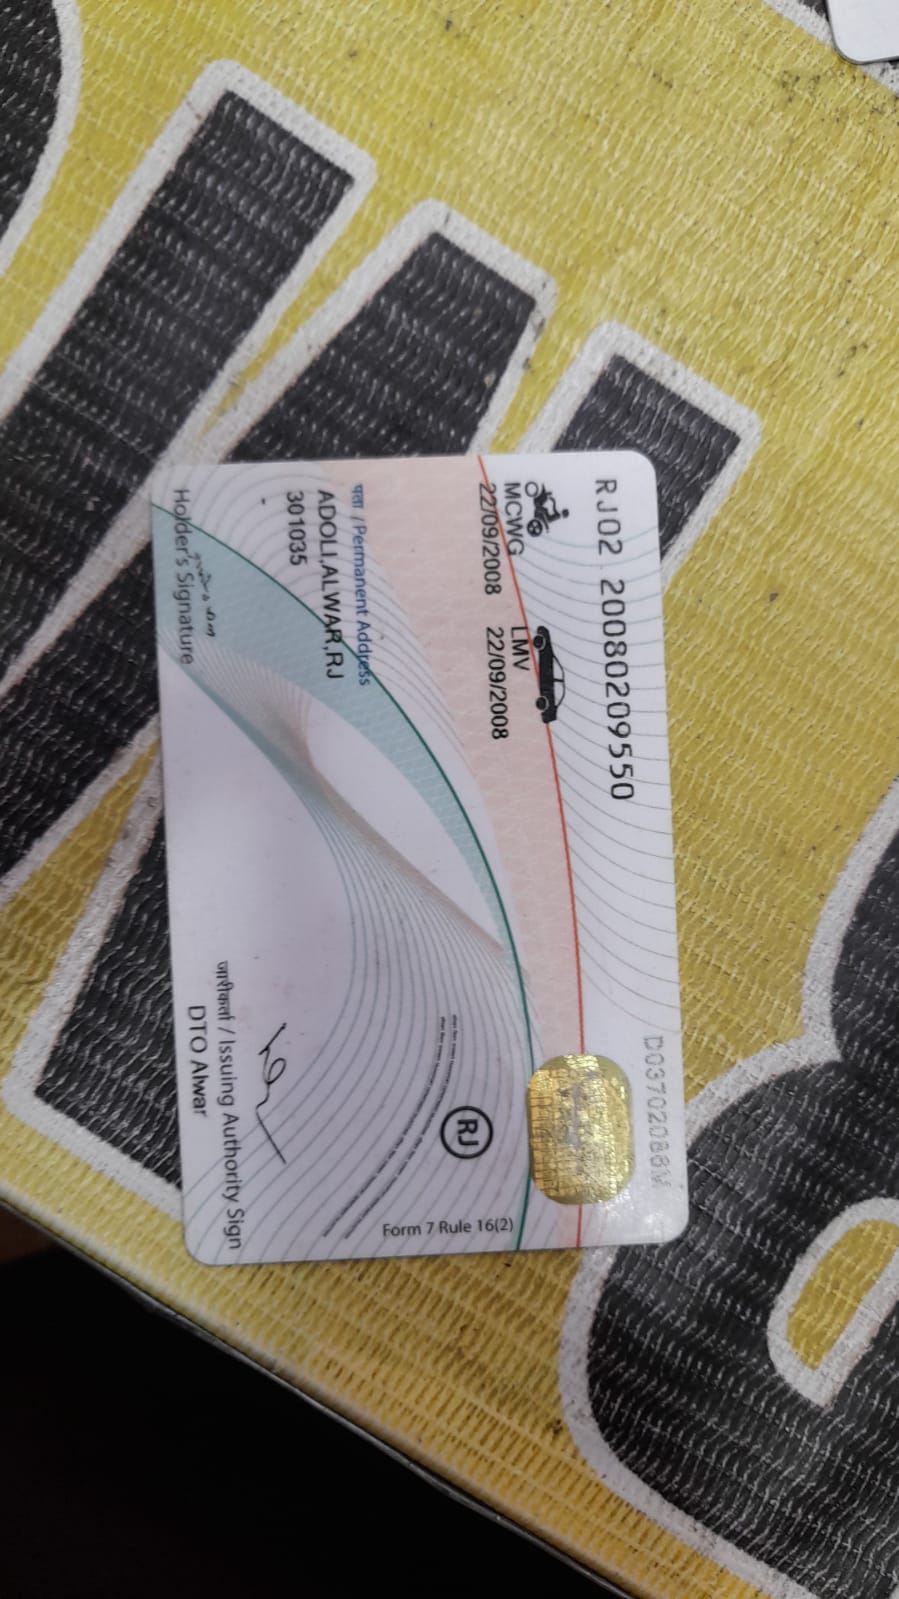 RJ02 20080209550
D03702088M
MCWG LMV
22/09/2008 22/09/2008
पता / Permanent Address
ADOLI,ALWAR,RJ
301035
RJ
Form 7 Rule 16(2)
Holder's Signature
जारीकर्ता / Issuing Authority Sign
DTO Alwar